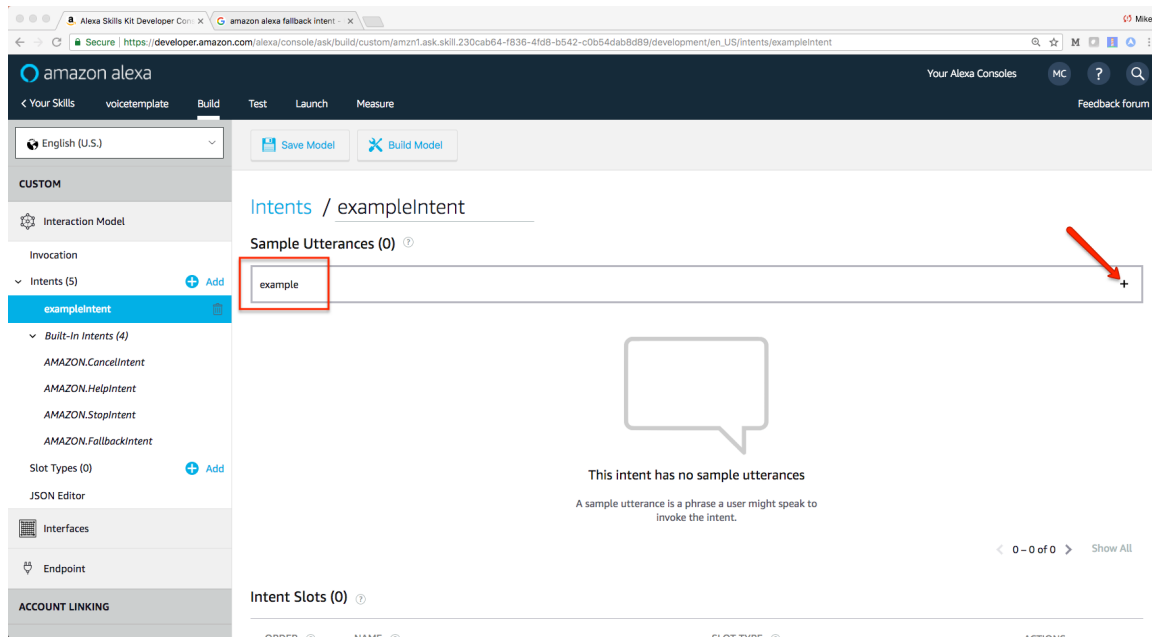 Alexa Skills Kit Developer Con
amazon alexa fallback intent -
Mike
Secure | https://developer.amazon.com/alexa/console/ask/build/custom/amzn1.ask.skill.230cab64-f836-4fd8-b542-c0b54dab8d89/development/en_US/intents/exampleIntent
amazon alexa
Your Alexa Consoles
MC
?
< Your Skills
voicetemplate
Build
Test
Launch
Measure
Feedback forum
English (U.S.)
Save Model
Build Model
CUSTOM
Interaction Model
Invocation
Intents (5)
Add
exampleIntent
Built-In Intents (4)
AMAZON.CancelIntent
AMAZON.HelpIntent
AMAZON.StopIntent
AMAZON.FallbackIntent
Slot Types (0)
Add
JSON Editor
Interfaces
Endpoint
ACCOUNT LINKING
Intents / exampleIntent
Sample Utterances (0) ?
example
+
This intent has no sample utterances
A sample utterance is a phrase a user might speak to
invoke the intent.
< 0 – 0 of 0 >
Show All
Intent Slots (0) ?
ORDER ?
NAME ?
SLOT TYPE ?
ACTIONS